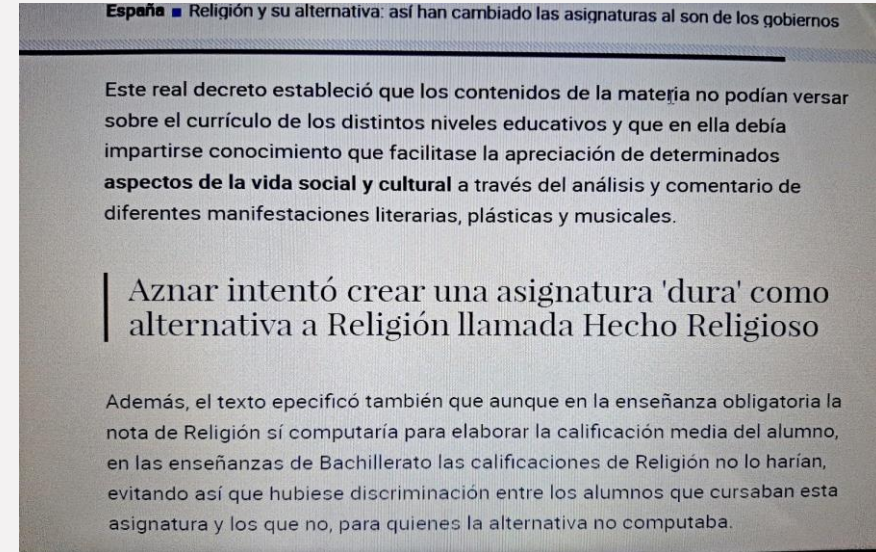 España ■ Religión y su alternativa: así han cambiado las asignaturas al son de los gobiernos
Este real decreto estableció que los contenidos de la materia no podían versar
sobre el currículo de los distintos niveles educativos y que en ella debía
impartirse conocimiento que facilitase la apreciación de determinados
aspectos de la vida social y cultural a través del análisis y comentario de
diferentes manifestaciones literarias, plásticas y musicales.
Aznar intentó crear una asignatura 'dura' como
alternativa a Religión llamada Hecho Religioso
Además, el texto epecificó también que aunque en la enseñanza obligatoria la
nota de Religión sí computaría para elaborar la calificación media del alumno,
en las enseñanzas de Bachillerato las calificaciones de Religión no lo harían,
evitando así que hubiese discriminación entre los alumnos que cursaban esta
asignatura y los que no, para quienes la alternativa no computaba.